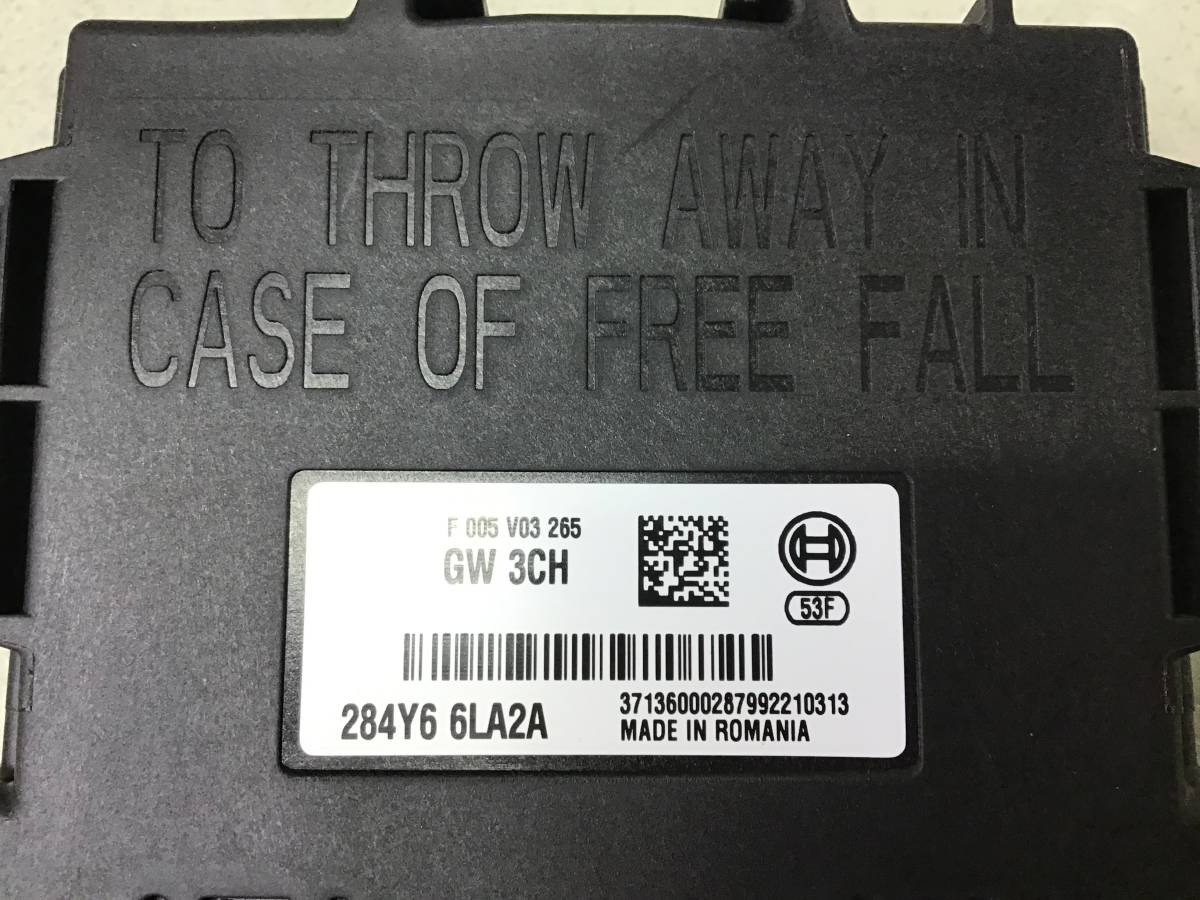 TO THROW AWAY IN
CASE OF FREE FALL
F 005 V03 265
GW 3CH
53F
284Y6 6LA2A
371360000287992210313
MADE IN ROMANIA